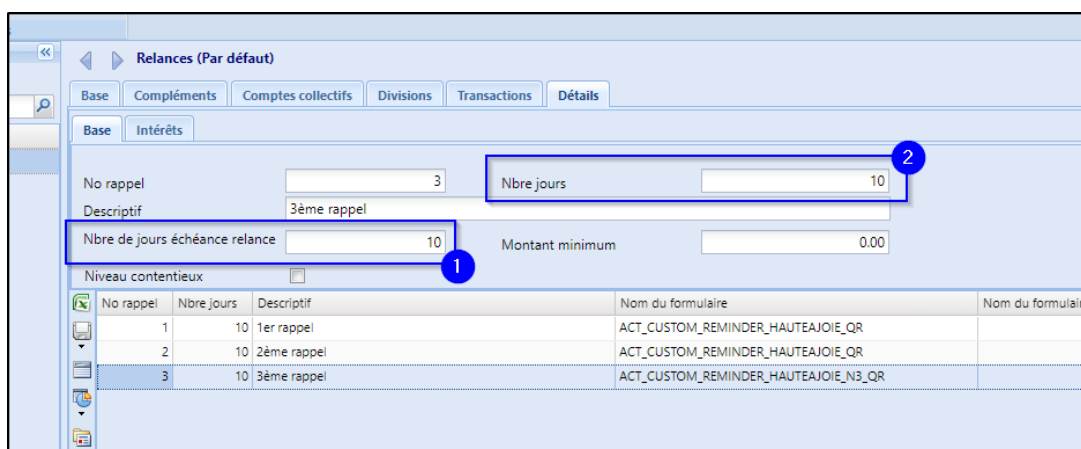 Relances (Par défaut)
Base Compléments Comptes collectifs Divisions Transactions Détails
Base Intérêts
2
No rappel 3 Nbre jours 10
Descriptif 3ème rappel
Nbre de jours échéance relance 10 Montant minimum 0.00
1
Niveau contentieux
No rappel Nbre jours Descriptif Nom du formulaire Nom du formulai
1 10 1er rappel ACT_CUSTOM_REMINDER_HAUTEAJOIE_QR
2 10 2ème rappel ACT_CUSTOM_REMINDER_HAUTEAJOIE_QR
3 10 3ème rappel ACT_CUSTOM_REMINDER_HAUTEAJOIE_N3_QR